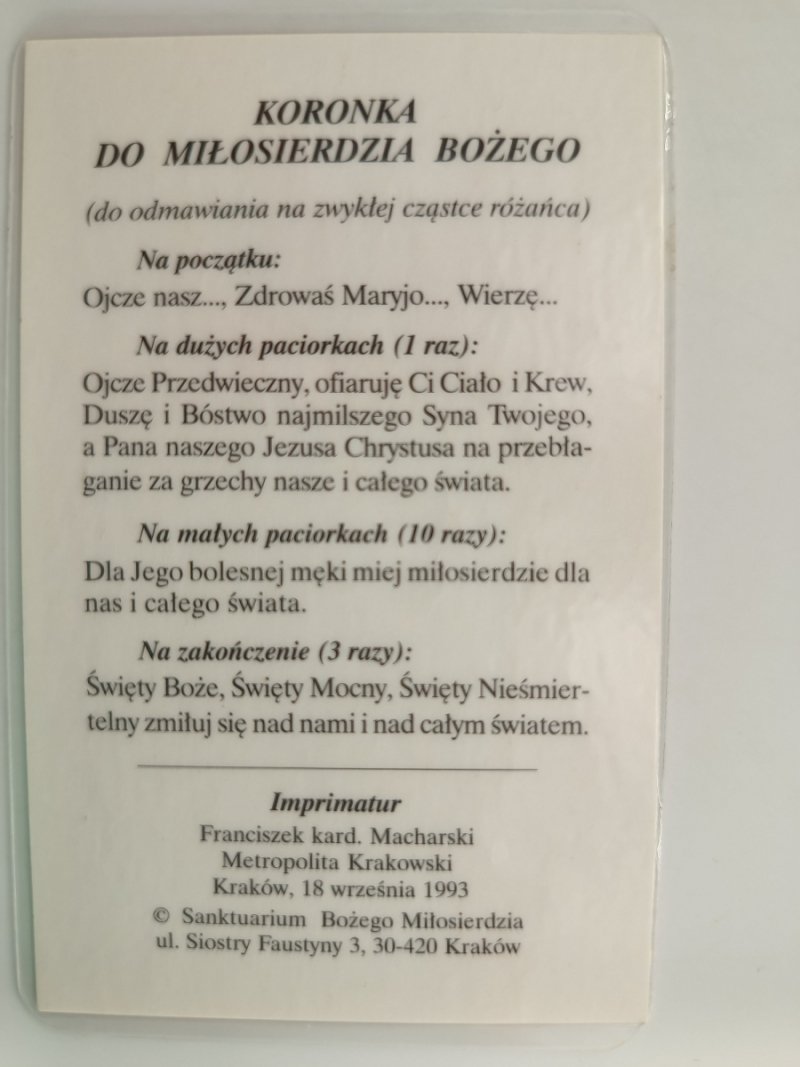 KORONKA
DO MIŁOSIERDZIA BOŻEGO
(do odmawiania na zwykłej cząstce różańca)
Na początku:
Ojcze nasz..., Zdrowaś Maryjo..., Wierzę...
Na dużych paciorkach (1 raz):
Ojcze Przedwieczny, ofiaruję Ci Ciało i Krew,
Duszę i Bóstwo najmilszego Syna Twojego,
a Pana naszego Jezusa Chrystusa na przebła-
ganie za grzechy nasze i całego świata.
Na małych paciorkach (10 razy):
Dla Jego bolesnej męki miej miłosierdzie dla
nas i całego świata.
Na zakończenie (3 razy):
Święty Boże, Święty Mocny, Święty Nieśmier-
telny zmiłuj się nad nami i nad całym światem.
Imprimatur
Franciszek kard. Macharski
Metropolita Krakowski
Kraków, 18 września 1993
© Sanktuarium Bożego Miłosierdzia
ul. Siostry Faustyny 3, 30-420 Kraków